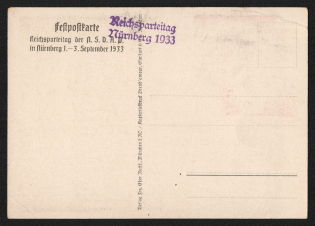 Festpostkarte
Reichsparteitag der N. S. D. A. P.
in Nürnberg 1. - 3. September 1933
Reichsparteitag
Nürnberg 1933